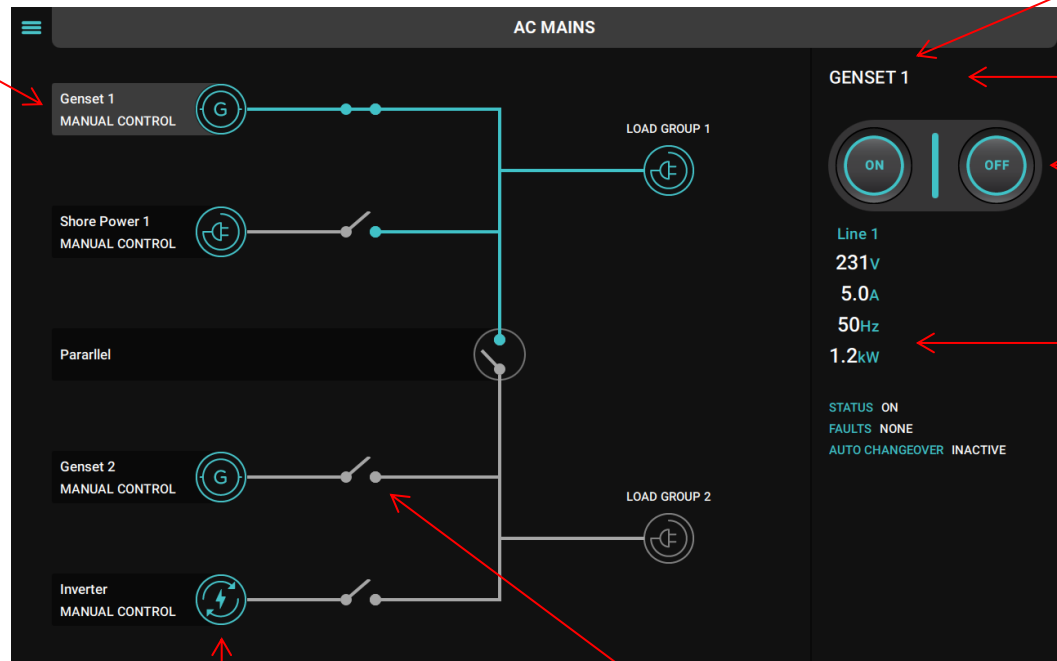 AC MAINS
Genset 1
MANUAL CONTROL
G
LOAD GROUP 1
Shore Power 1
MANUAL CONTROL
Pararllel
Genset 2
MANUAL CONTROL
G
LOAD GROUP 2
Inverter
MANUAL CONTROL
GENSET 1
ON OFF
Line 1
231V
5.0A
50Hz
1.2kW
STATUS ON
FAULTS NONE
AUTO CHANGEOVER INACTIVE